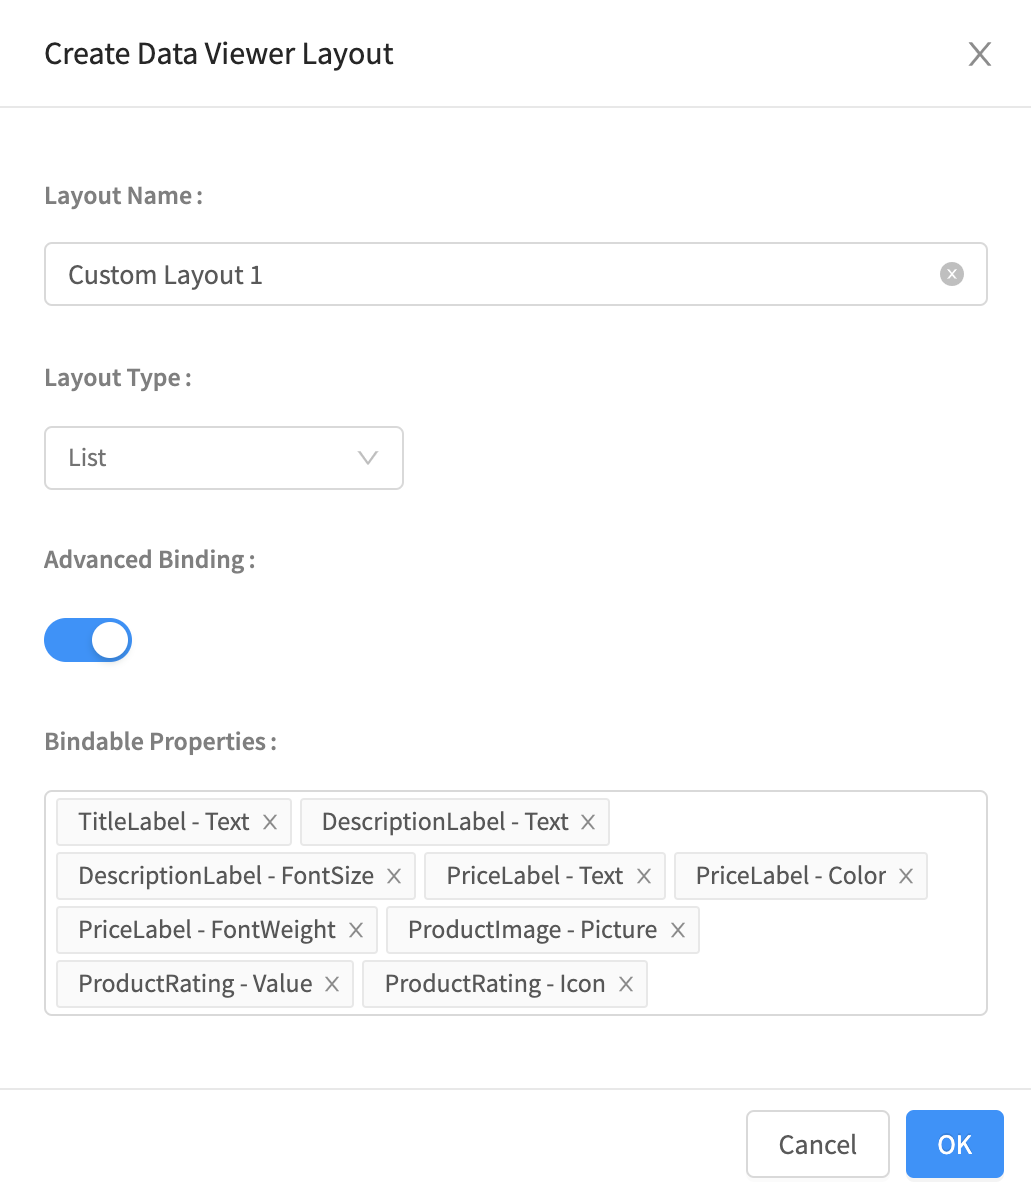 Create Data Viewer Layout
Layout Name :
Custom Layout 1
Layout Type :
List
Advanced Binding :
Bindable Properties :
TitleLabel - Text DescriptionLabel - Text
DescriptionLabel - FontSize PriceLabel - Text PriceLabel - Color
PriceLabel - FontWeight ProductImage - Picture
ProductRating - Value ProductRating - Icon
Cancel OK